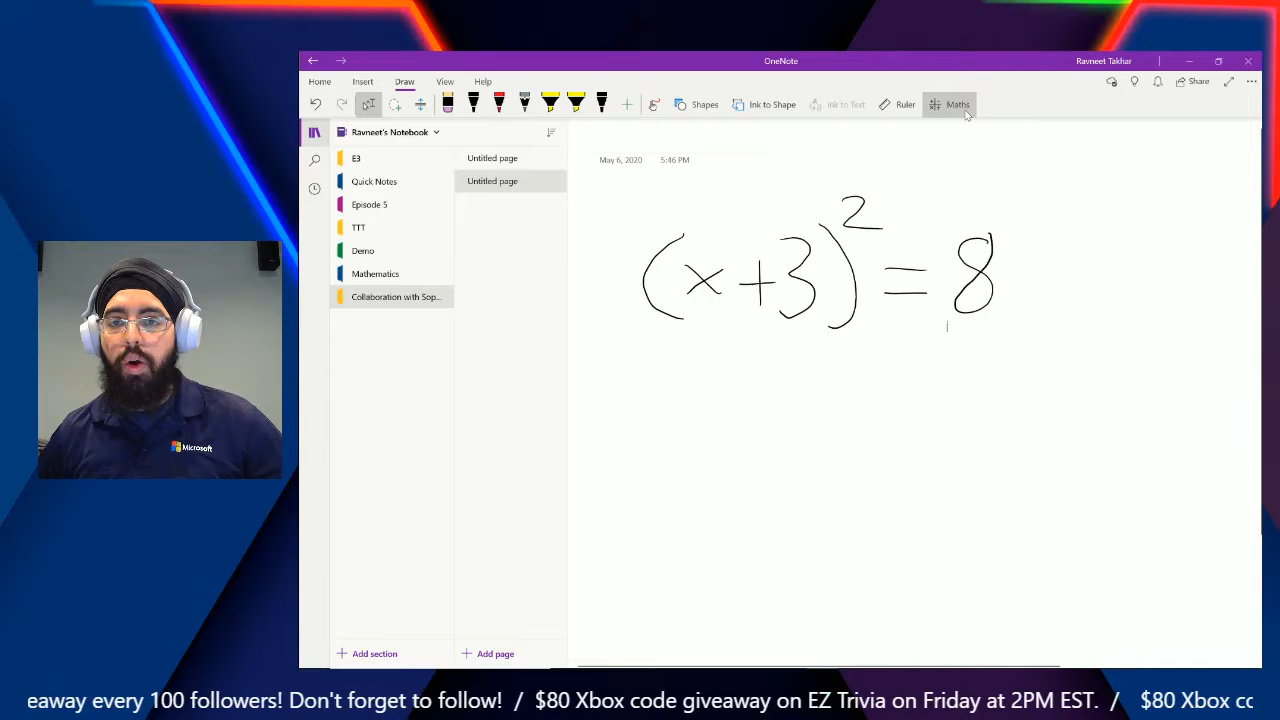 OneNote
Ravneet Takhar
Home Insert Draw View Help
Share
Shapes Ink to Shape Ink to Text Ruler Maths
Ravneet's Notebook
E3
Quick Notes
Episode 5
TTT
Demo
Mathematics
Collaboration with Sop...
Untitled page
Untitled page
May 6, 2020 5:46 PM
(x+3)² = 8
Microsoft
Add section
Add page
eaway every 100 followers! Don't forget to follow! / $80 Xbox code giveaway on EZ Trivia on Friday at 2PM EST. / $80 Xbox cc